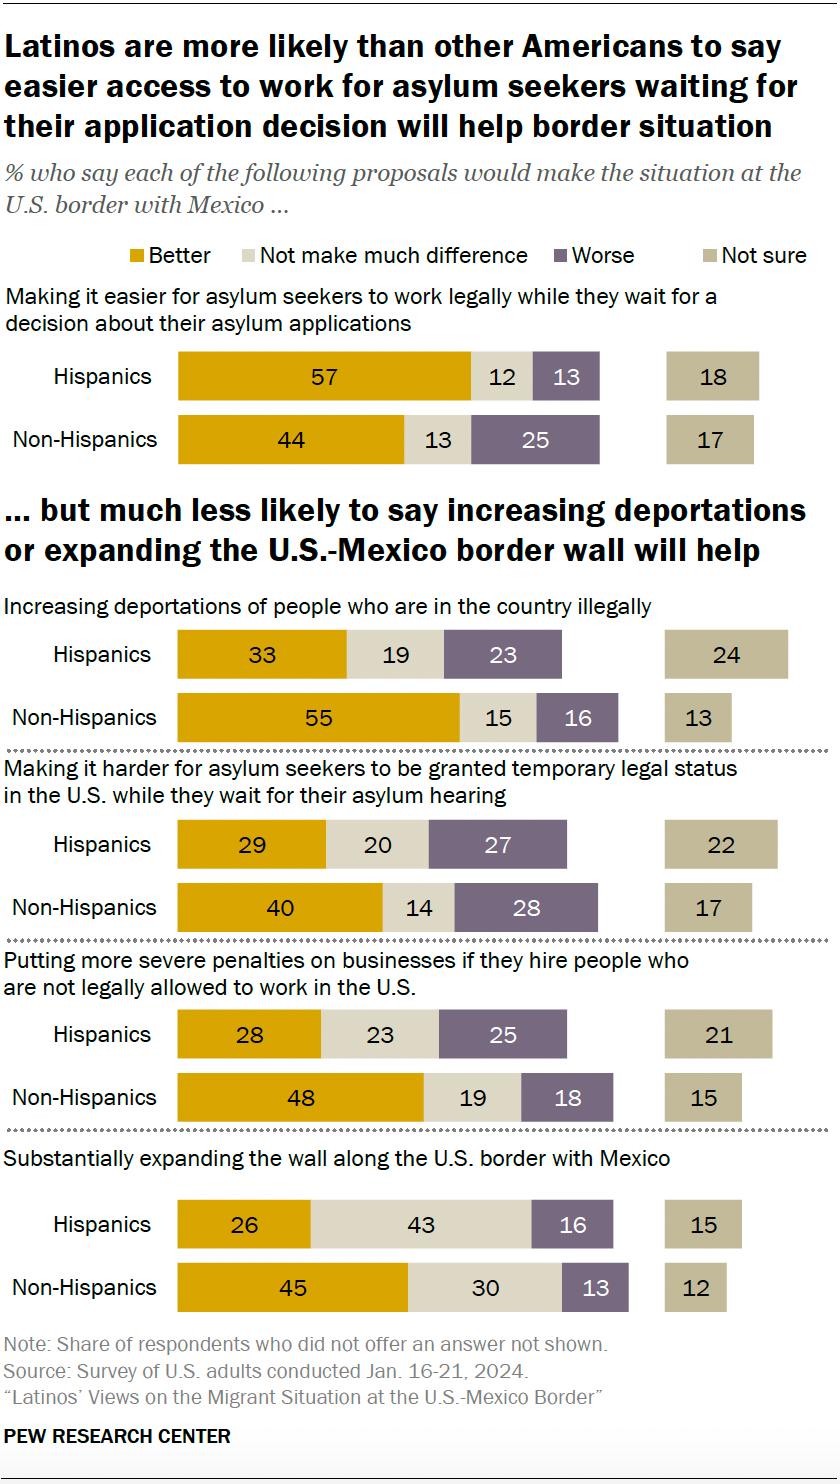 Latinos are more likely than other Americans to say
easier access to work for asylum seekers waiting for
their application decision will help border situation
% who say each of the following proposals would make the situation at the
U.S. border with Mexico ...
Better Not make much difference Worse Not sure
Making it easier for asylum seekers to work legally while they wait for a
decision about their asylum applications
Hispanics 57 12 13 18
Non-Hispanics 44 13 25 17
... but much less likely to say increasing deportations
or expanding the U.S.-Mexico border wall will help
Increasing deportations of people who are in the country illegally
Hispanics 33 19 23 24
Non-Hispanics 55 15 16 13
Making it harder for asylum seekers to be granted temporary legal status
in the U.S. while they wait for their asylum hearing
Hispanics 29 20 27 22
Non-Hispanics 40 14 28 17
Putting more severe penalties on businesses if they hire people who
are not legally allowed to work in the U.S.
Hispanics 28 23 25 21
Non-Hispanics 48 19 18 15
Substantially expanding the wall along the U.S. border with Mexico
Hispanics 26 43 16 15
Non-Hispanics 45 30 13 12
Note: Share of respondents who did not offer an answer not shown.
Source: Survey of U.S. adults conducted Jan. 16-21, 2024.
“Latinos’ Views on the Migrant Situation at the U.S.-Mexico Border”
PEW RESEARCH CENTER